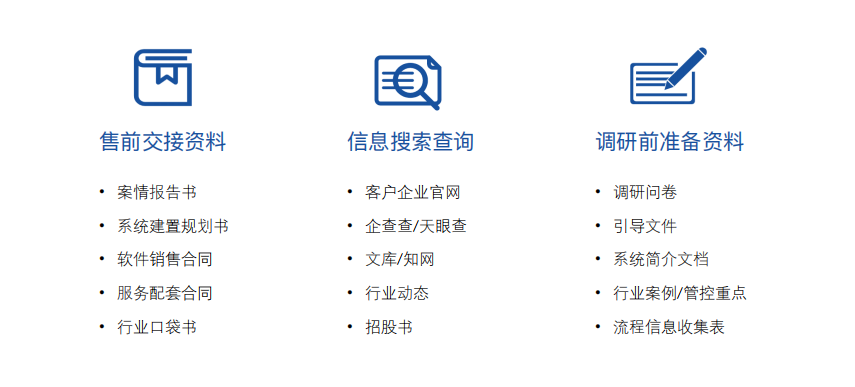 售前交接资料
• 案情报告书
• 系统建置规划书
• 软件销售合同
• 服务配套合同
• 行业口袋书
信息搜索查询
• 客户企业官网
• 企查查/天眼查
• 文库/知网
• 行业动态
• 招股书
调研前准备资料
• 调研问卷
• 引导文件
• 系统简介文档
• 行业案例/管控重点
• 流程信息收集表